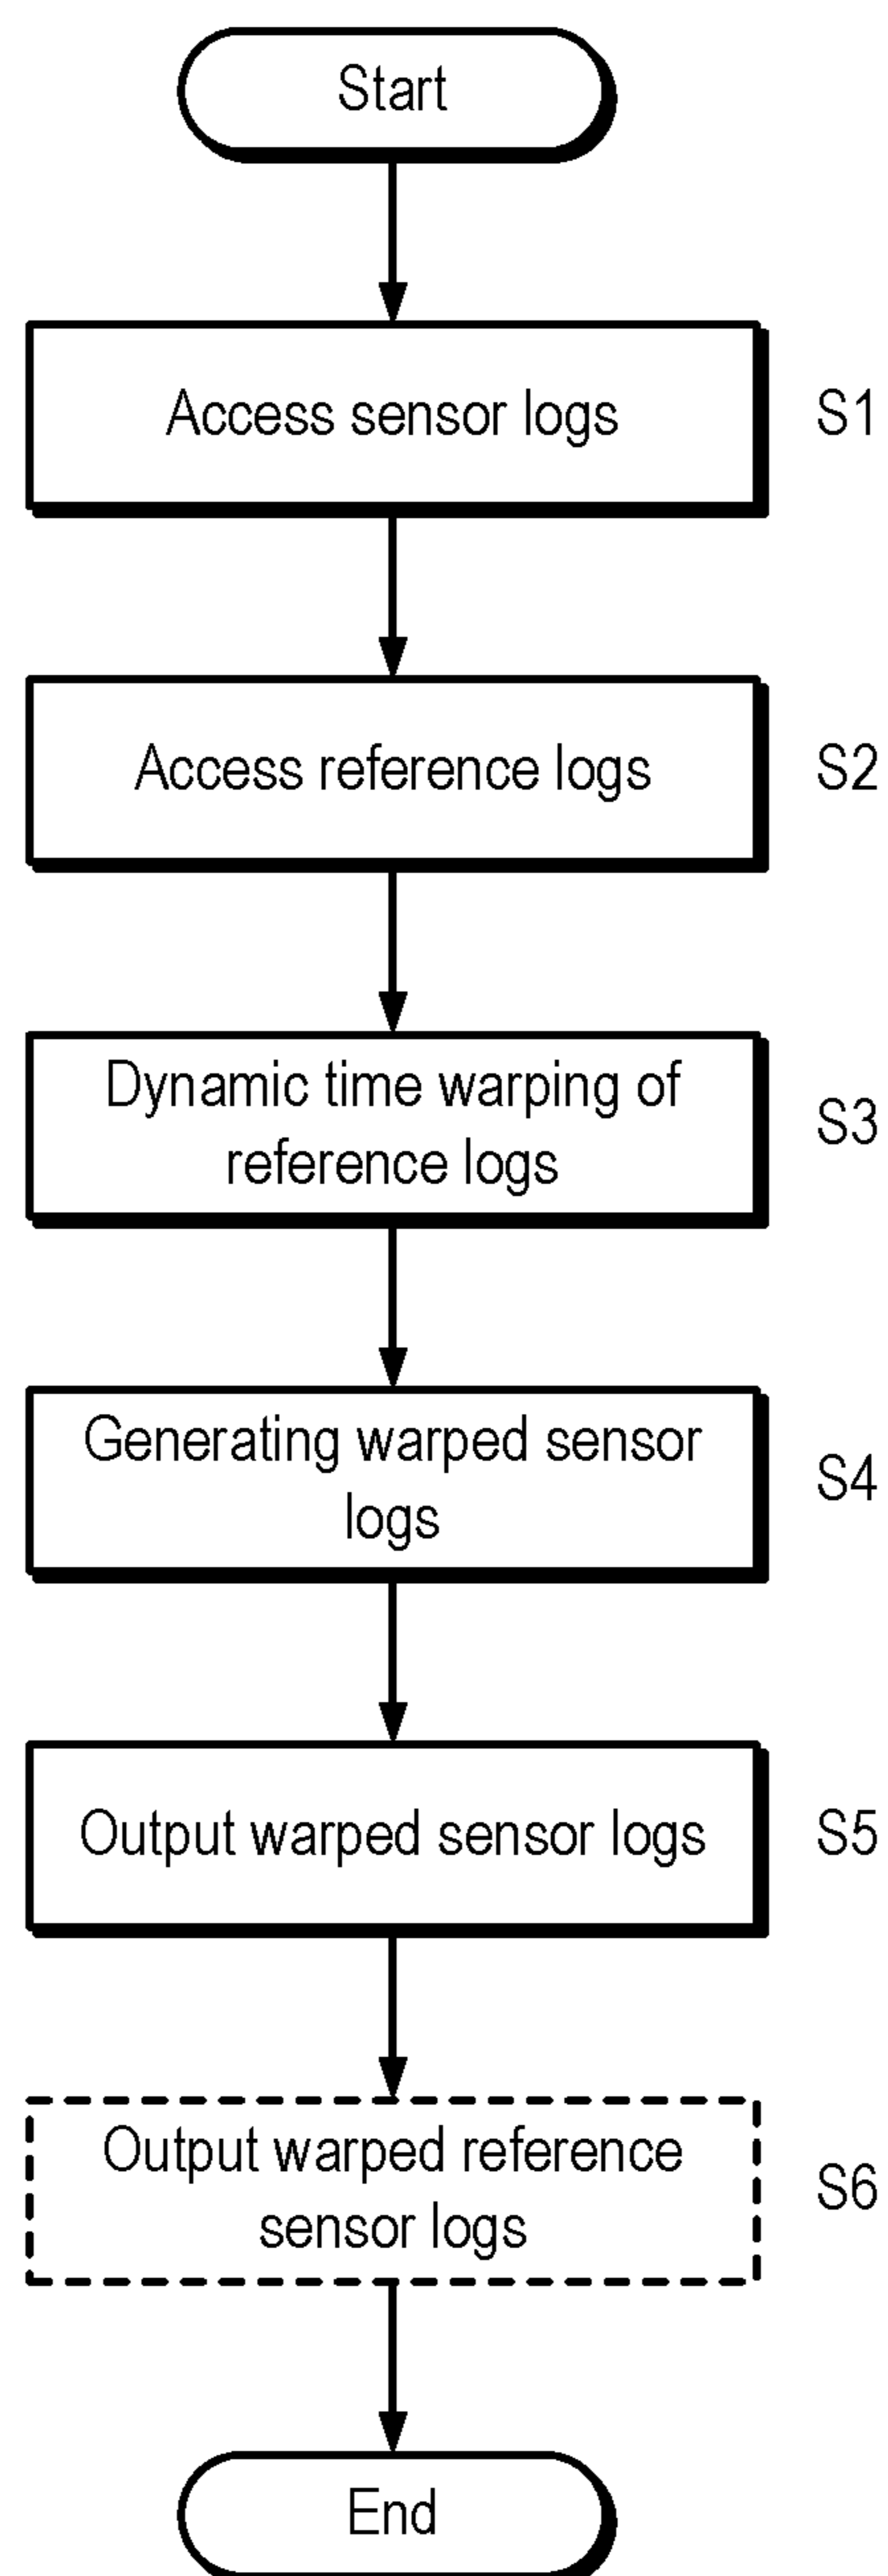 Start
Access sensor logs
S1
Access reference logs
S2
Dynamic time warping of
reference logs
S3
Generating warped sensor
logs
S4
Output warped sensor logs
S5
Output warped reference
sensor logs
S6
End